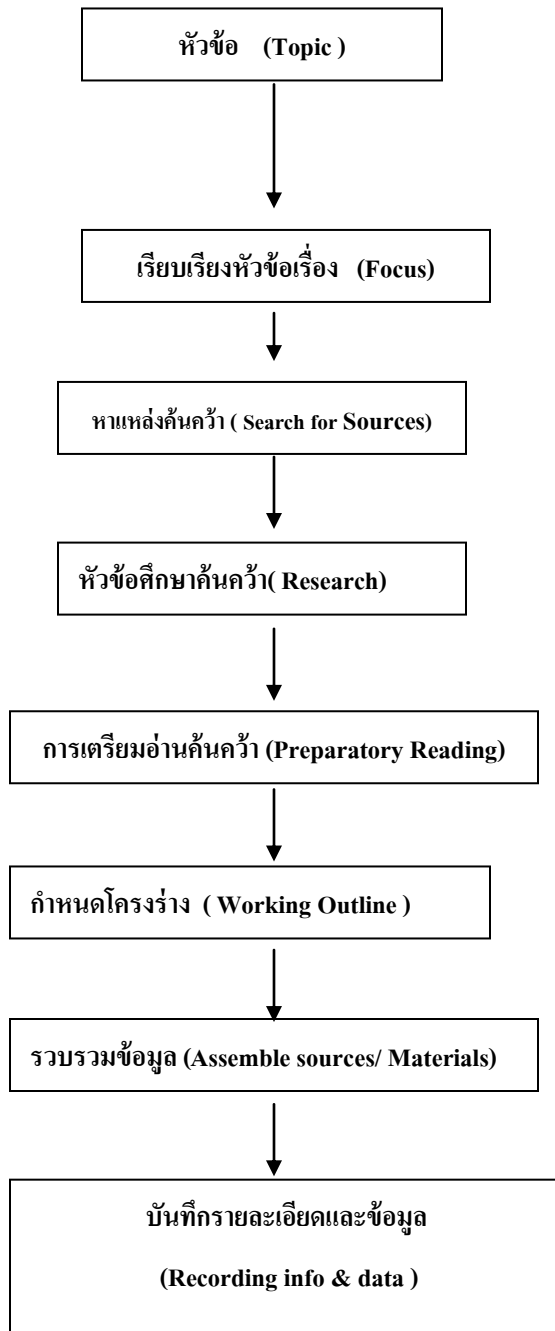 หัวข้อ (Topic )
เรียบเรียงหัวข้อเรื่อง (Focus)
หาแหล่งค้นคว้า ( Search for Sources)
หัวข้อศึกษาค้นคว้า( Research)
การเตรียมอ่านค้นคว้า (Preparatory Reading)
กำหนดโครงร่าง ( Working Outline )
รวบรวมข้อมูล (Assemble sources/ Materials)
บันทึกรายละเอียดและข้อมูล
(Recording info & data )